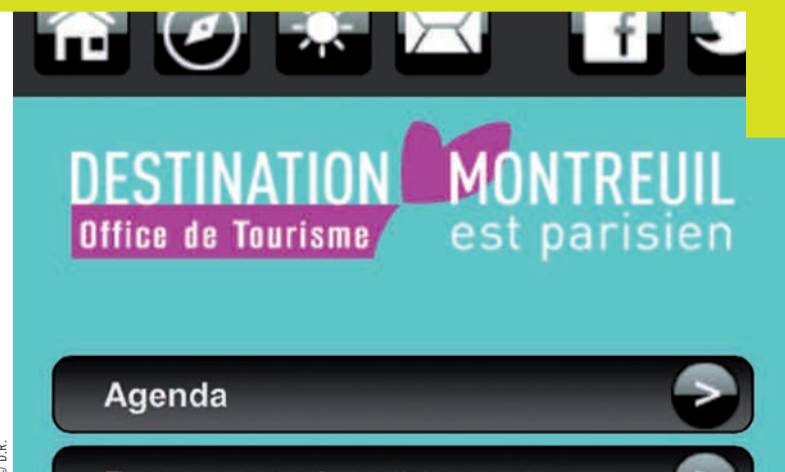 DESTINATION MONTREUIL
Office de Tourisme est parisien
Agenda
>
© D.R.